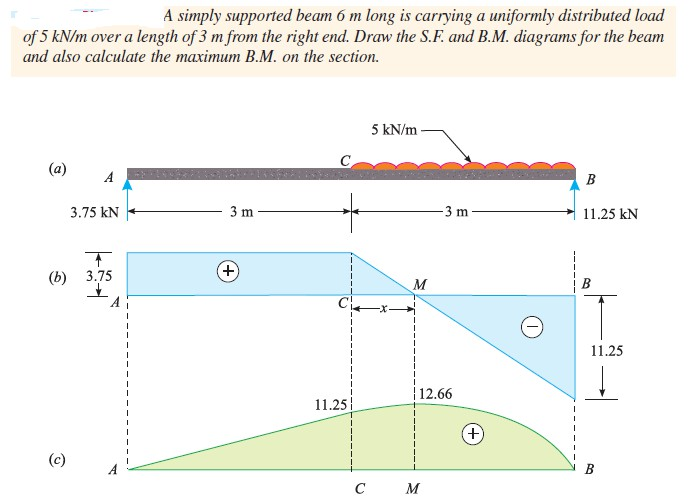 A simply supported beam 6 m long is carrying a uniformly distributed load
of 5 kN/m over a length of 3 m from the right end. Draw the S.F. and B.M. diagrams for the beam
and also calculate the maximum B.M. on the section.
5 kN/m
(a)
C
A
B
3.75 kN
3 m
3 m
11.25 kN
(b)
3.75
+
M
B
A
C
x
−
11.25
11.25
12.66
+
(c)
A
B
C
M